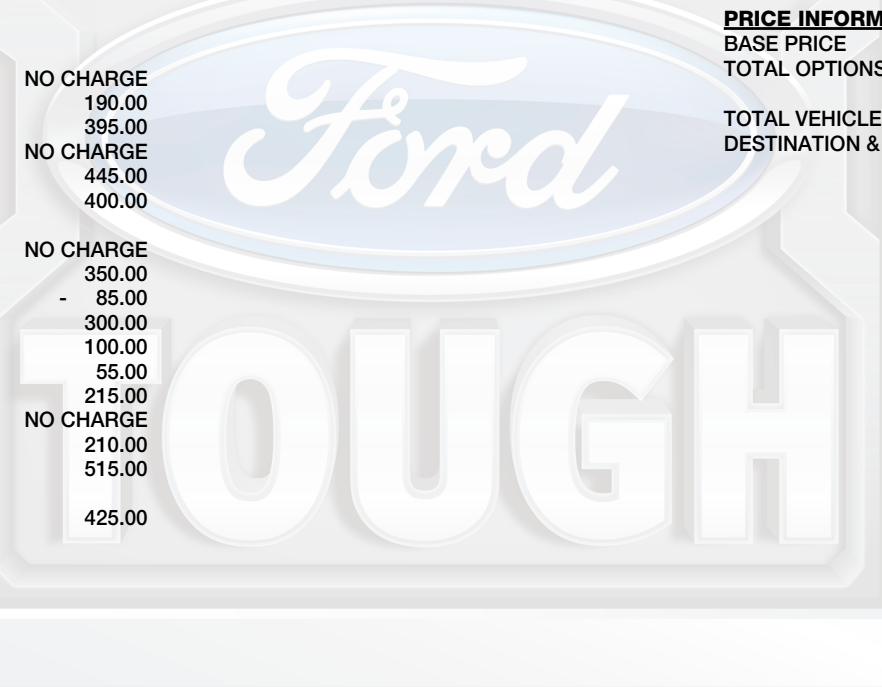 NO CHARGE
190.00
395.00
NO CHARGE
445.00
400.00
NO CHARGE
350.00
- 85.00
300.00
100.00
55.00
215.00
NO CHARGE
210.00
515.00
425.00
PRICE INFORM
BASE PRICE
TOTAL OPTIONS
TOTAL VEHICLE
DESTINATION &
Ford
TOUGH